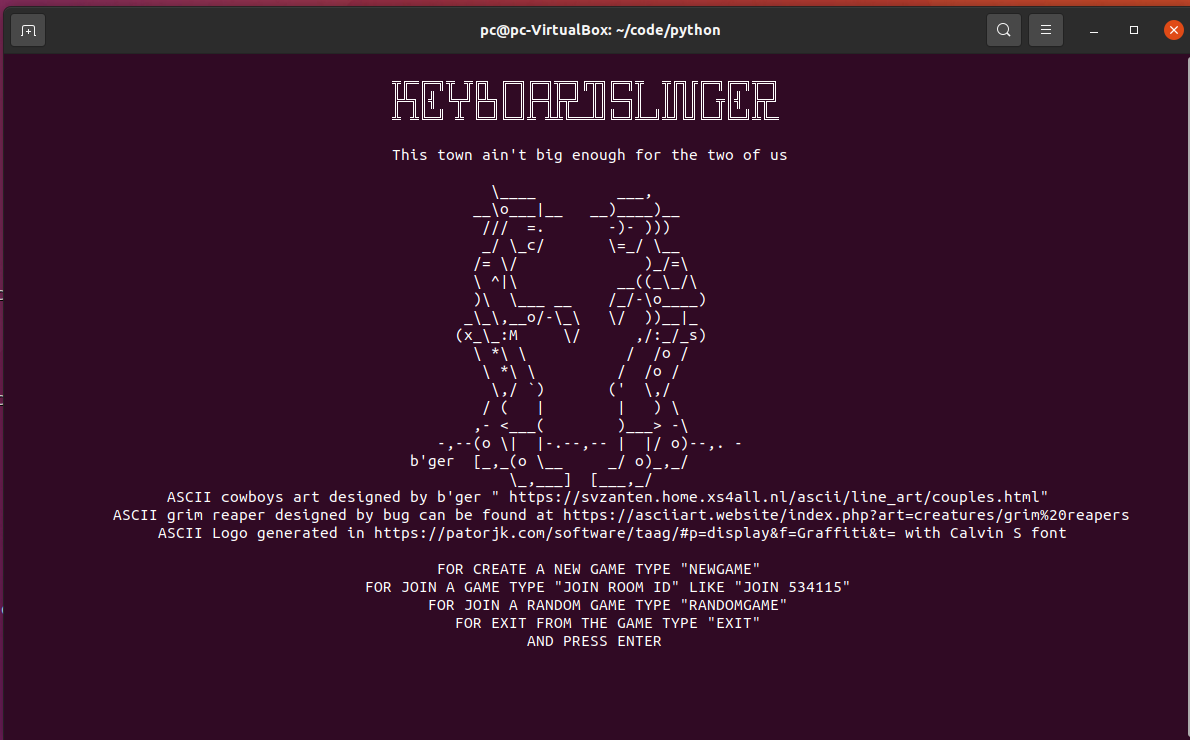 pc@pc-VirtualBox: ~/code/python
KEYBOARDSLINGER
This town ain't big enough for the two of us
b'ger
ASCII cowboys art designed by b'ger " https://svzanten.home.xs4all.nl/ascii/line_art/couples.html"
ASCII grim reaper designed by bug can be found at https://asciiart.website/index.php?art=creatures/grim%20reapers
ASCII Logo generated in https://patorjk.com/software/taag/#p=display&f=Graffiti&t= with Calvin S font
FOR CREATE A NEW GAME TYPE "NEWGAME"
FOR JOIN A GAME TYPE "JOIN ROOM ID" LIKE "JOIN 534115"
FOR JOIN A RANDOM GAME TYPE "RANDOMGAME"
FOR EXIT FROM THE GAME TYPE "EXIT"
AND PRESS ENTER